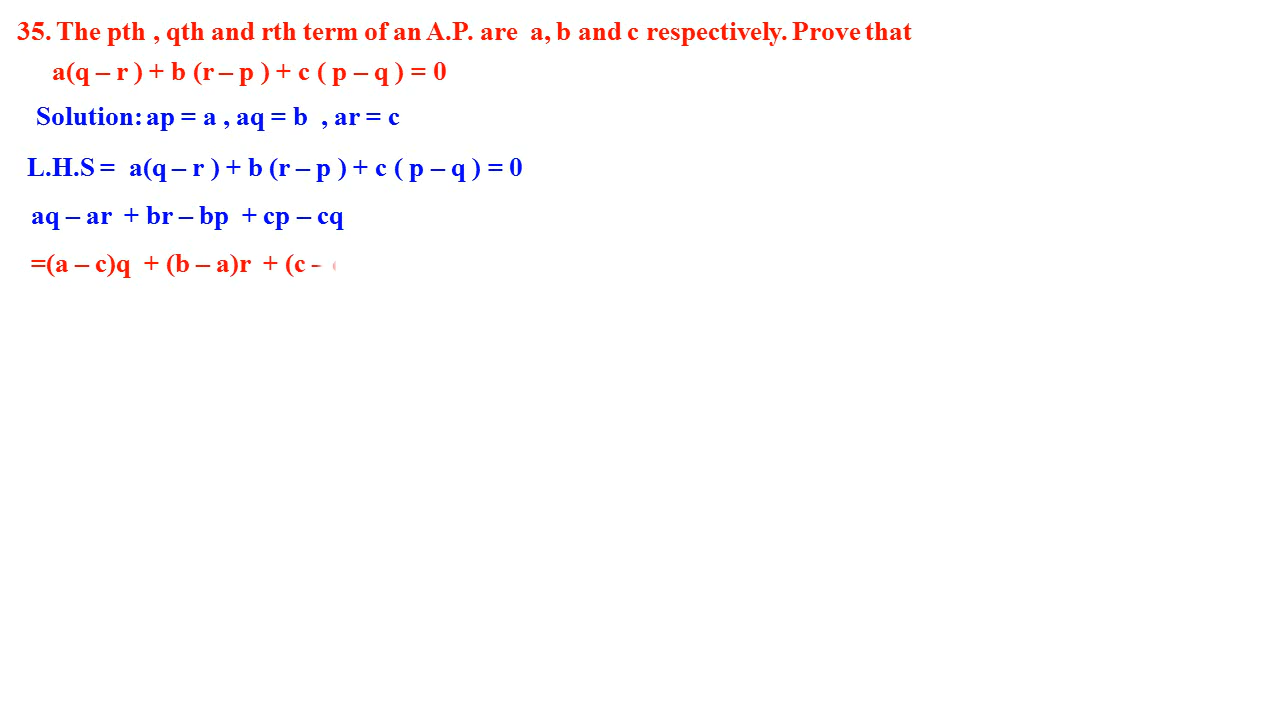 35. The pth , qth and rth term of an A.P. are a, b and c respectively. Prove that
a(q – r ) + b (r – p ) + c ( p – q ) = 0
Solution: ap = a , aq = b , ar = c
L.H.S = a(q – r ) + b (r – p ) + c ( p – q ) = 0
aq – ar + br – bp + cp – cq
=(a – c)q + (b – a)r + (c –